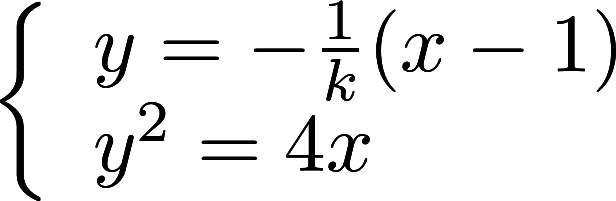 y = -\frac{1}{k}(x - 1)
y^2 = 4x